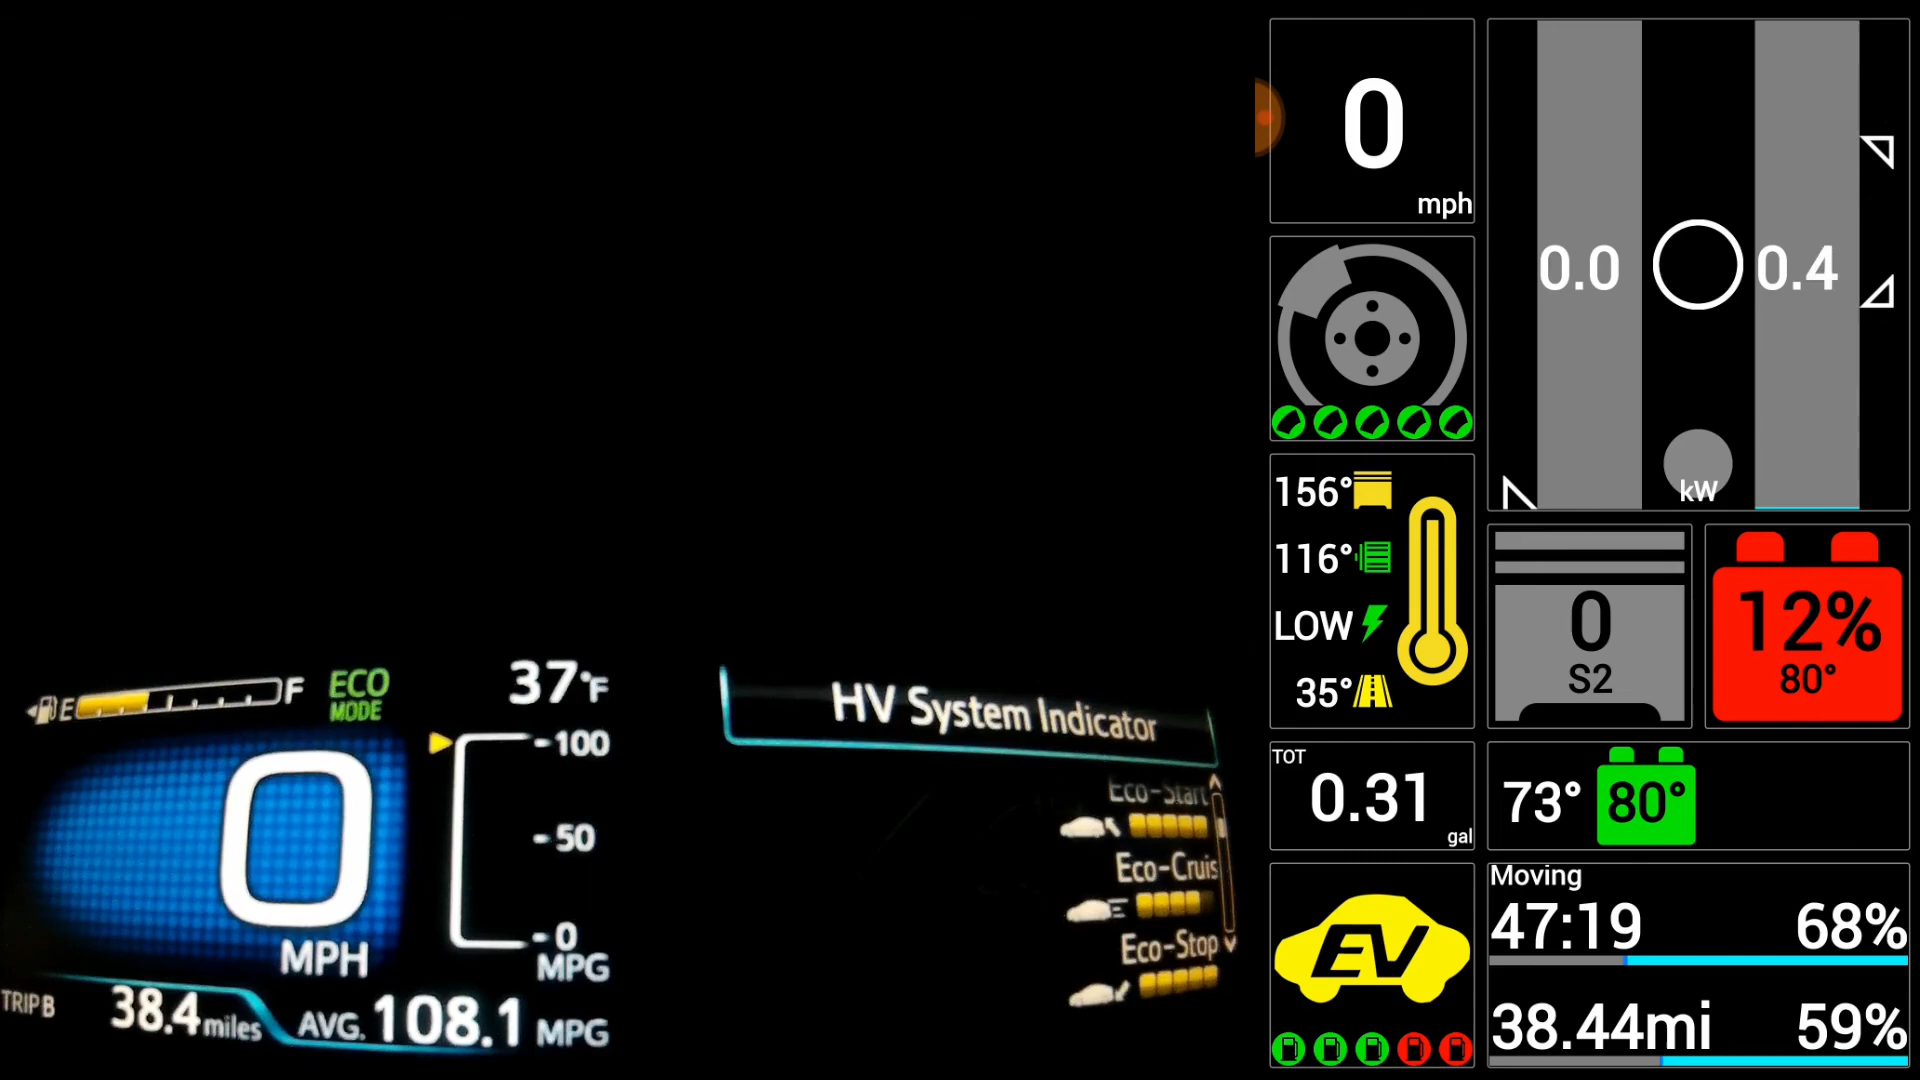 E F
ECO
MODE
37°F
100
50
0
MPG
0
MPH
TRIP B
38.4 miles
AVG. 108.1 MPG
HV System Indicator
Eco-Start
Eco-Cruis
Eco-Stop
0
mph
0.0
0.4
kW
156°
116°
LOW
35°
0
S2
12%
80°
TOT
0.31
gal
73°
80°
EV
Moving
47:19 68%
38.44mi 59%